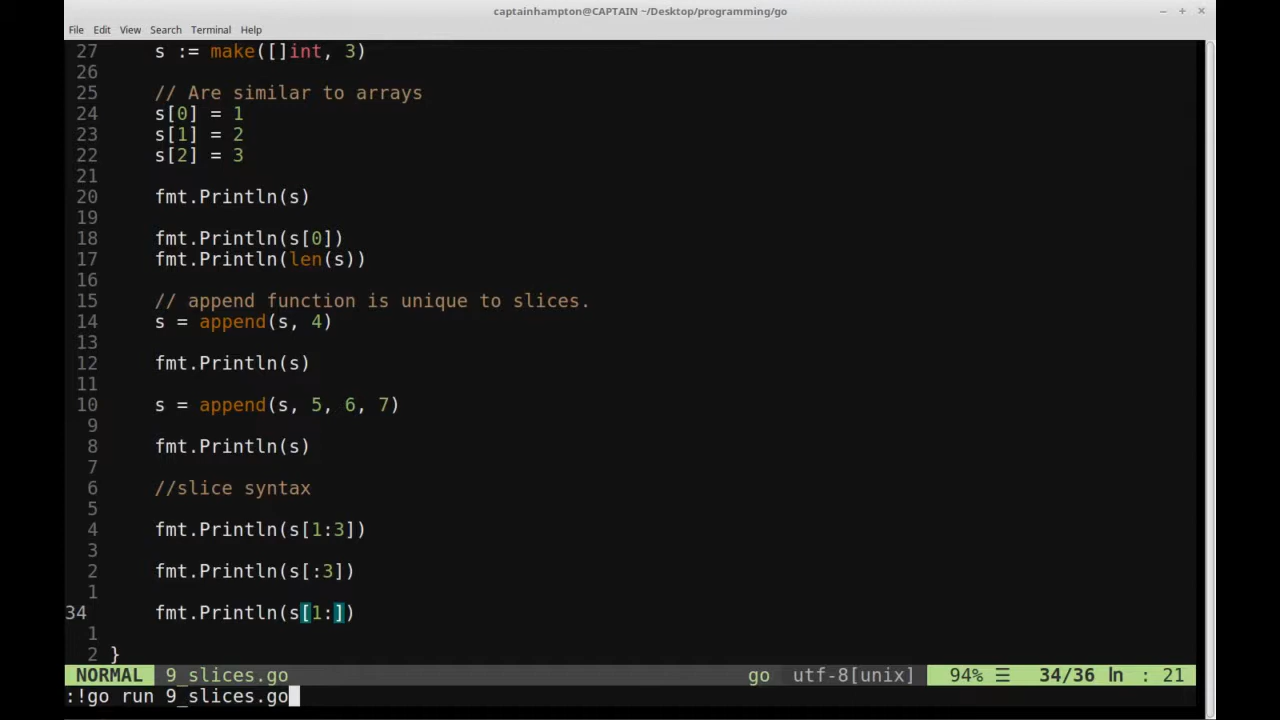 captainhampton@CAPTAIN ~/Desktop/programming/go
File Edit View Search Terminal Help
27 s := make([]int, 3)
26
25 // Are similar to arrays
24 s[0] = 1
23 s[1] = 2
22 s[2] = 3
21
20 fmt.Println(s)
19
18 fmt.Println(s[0])
17 fmt.Println(len(s))
16
15 // append function is unique to slices.
14 s = append(s, 4)
13
12 fmt.Println(s)
11
10 s = append(s, 5, 6, 7)
9
8 fmt.Println(s)
7
6 //slice syntax
5
4 fmt.Println(s[1:3])
3
2 fmt.Println(s[:3])
1
34 fmt.Println(s[1:])
1
2 }
NORMAL 9_slices.go go utf-8[unix] 94% ☰ 34/36 ln : 21
:!go run 9_slices.go